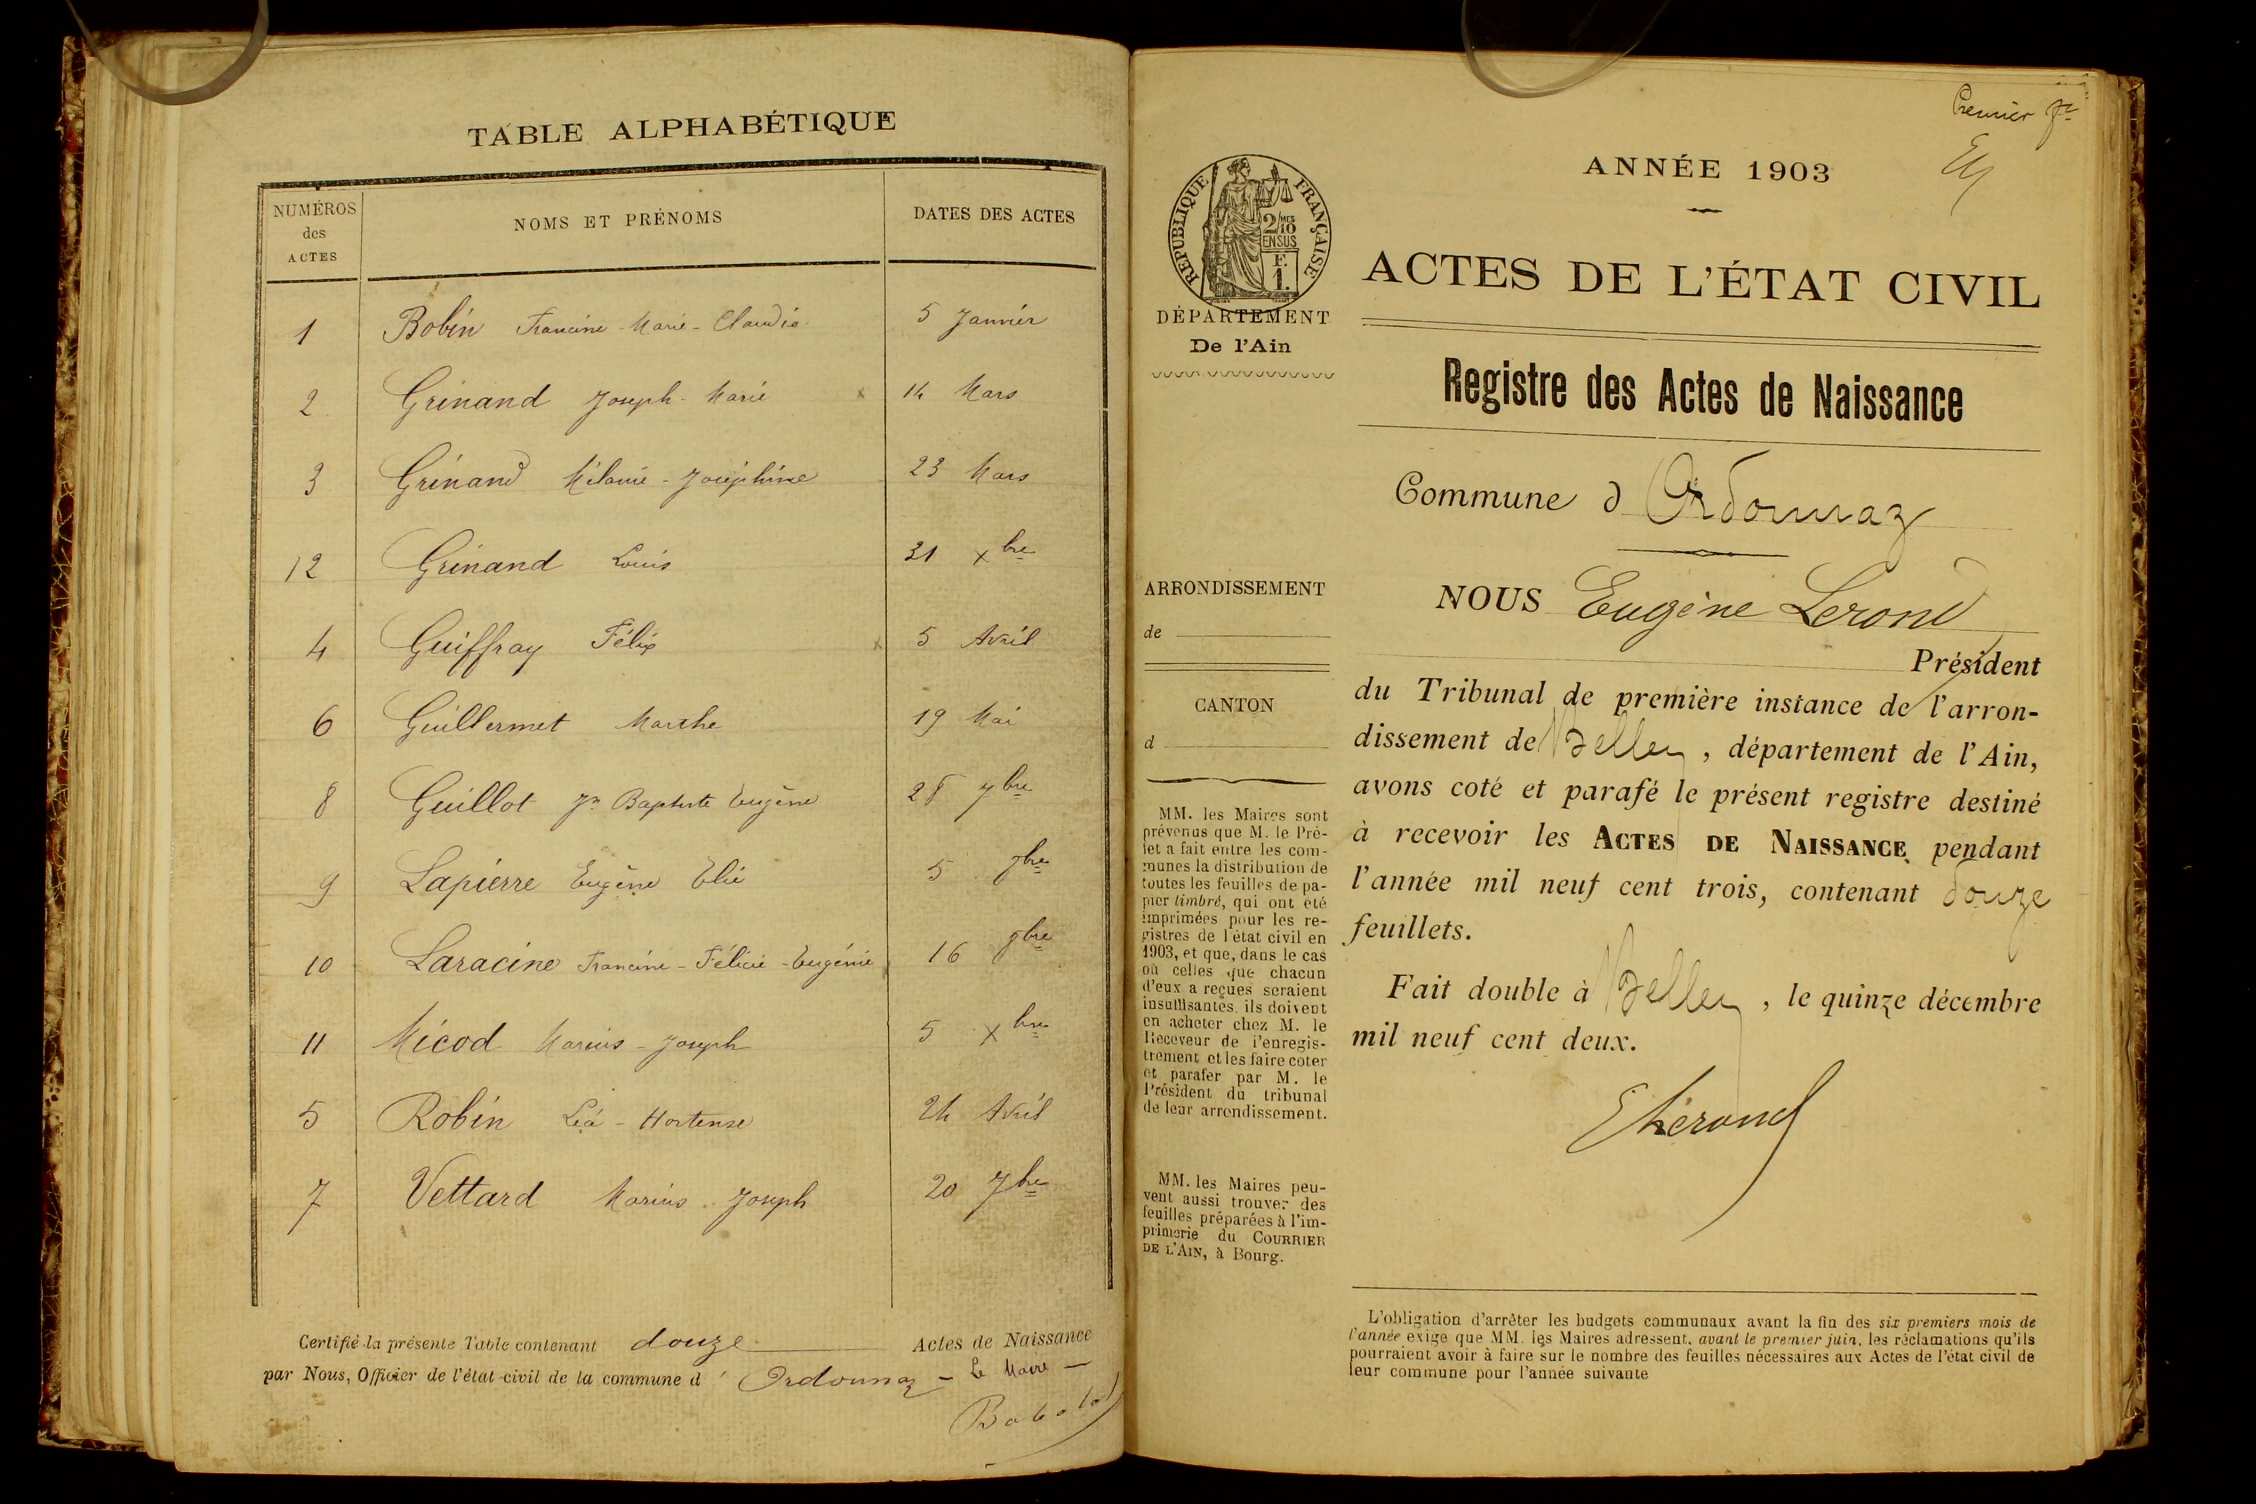 TABLE ALPHABÉTIQUE
NUMÉROS des ACTES NOMS ET PRÉNOMS DATES DES ACTES
1 Bobin Francine-Marie-Claudia 5 Janvier
2 Grinand Joseph-Marie 14 Mars
3 Grinand Mélanie-Joséphine 23 Mars
12 Grinand Louis 31 Xbre
4 Guiffray Félix 5 Avril
6 Guillermet Marthe 19 Mai
8 Guillot Jn Baptiste Eugène 28 7bre
9 Lapierre Eugène Elie 5 9bre
10 Laracine Francine-Félicie-Eugénie 16 9bre
11 Micod Marius-Joseph 5 Xbre
5 Robin Léa-Hortense 24 Avril
7 Vettard Marius Joseph 20 7bre
Certifié la présente Table contenant douze Actes de Naissance
par Nous, Officier de l'état-civil de la commune d'Ordonnaz - Le Maire -
Premier
ANNÉE 1903
RÉPUBLIQUE FRANÇAISE
2/10 MES
EN SUS
F.
1.
DÉPARTEMENT
De l'Ain
ACTES DE L'ÉTAT CIVIL
Registre des Actes de Naissance
Commune d Ordonnaz
ARRONDISSEMENT
de
CANTON
d
MM. les Maires sont
prévenus que M. le Pré-
fet a fait entre les com-
munes la distribution de
toutes les feuilles de pa-
pier timbré, qui ont été
imprimées pour les re-
gistres de l'état civil en
1903, et que, dans le cas
où celles que chacun
d'eux a reçues seraient
insuffisantes, ils doivent
en acheter chez M. le
Receveur de l'enregis-
trement et les faire coter
et parafer par M. le
Président du tribunal
de leur arrondissement.
MM. les Maires peu-
vent aussi trouver des
feuilles préparées à l'im-
primerie du COURRIER
DE L'AIN, à Bourg.
NOUS Eugène Lerond
Président
du Tribunal de première instance de l'arron-
dissement de Belley, département de l'Ain,
avons coté et parafé le présent registre destiné
à recevoir les ACTES DE NAISSANCE, pendant
l'année mil neuf cent trois, contenant douze
feuillets.
Fait double à Belley, le quinze décembre
mil neuf cent deux.
E Lerond
L'obligation d'arrêter les budgets communaux avant la fin des six premiers mois de
l'année exige que MM. les Maires adressent, avant le premier juin, les réclamations qu'ils
pourraient avoir à faire sur le nombre des feuilles nécessaires aux Actes de l'état civil de
leur commune pour l'année suivante